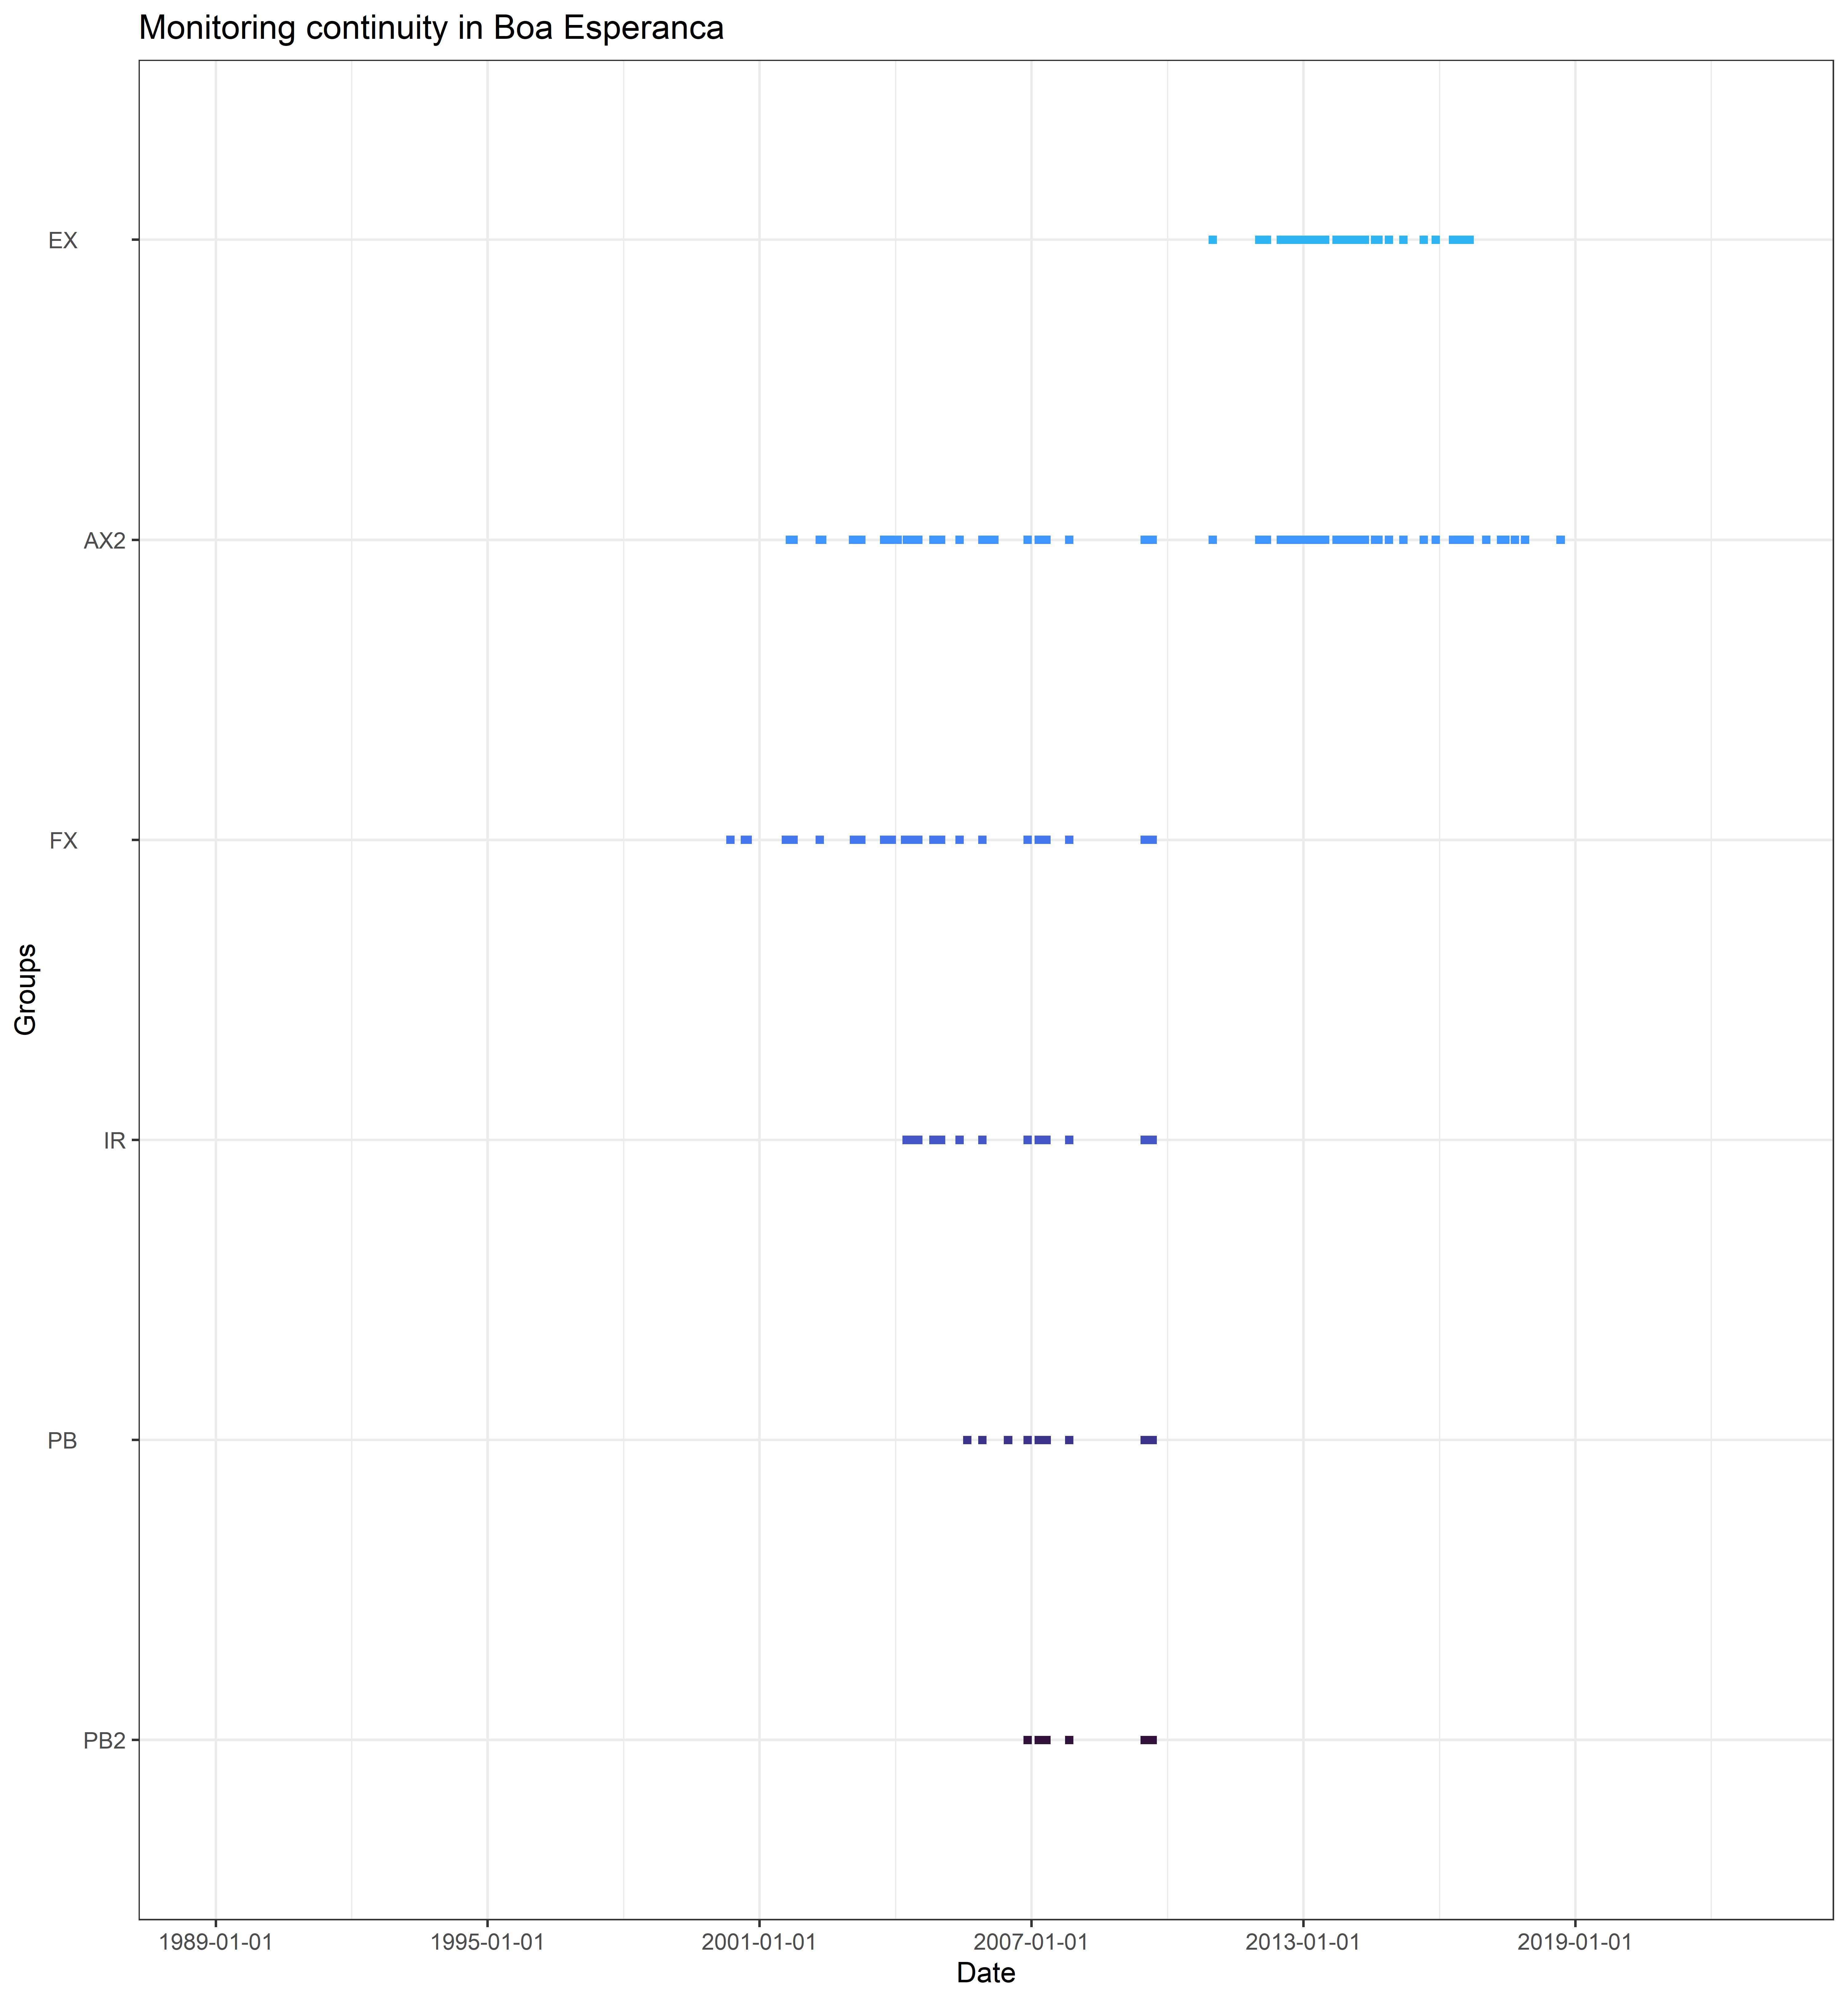 Monitoring continuity in Boa Esperanca
EX
AX2
FX
IR
PB
PB2
Groups
1989-01-01
1995-01-01
2001-01-01
2007-01-01
2013-01-01
2019-01-01
Date